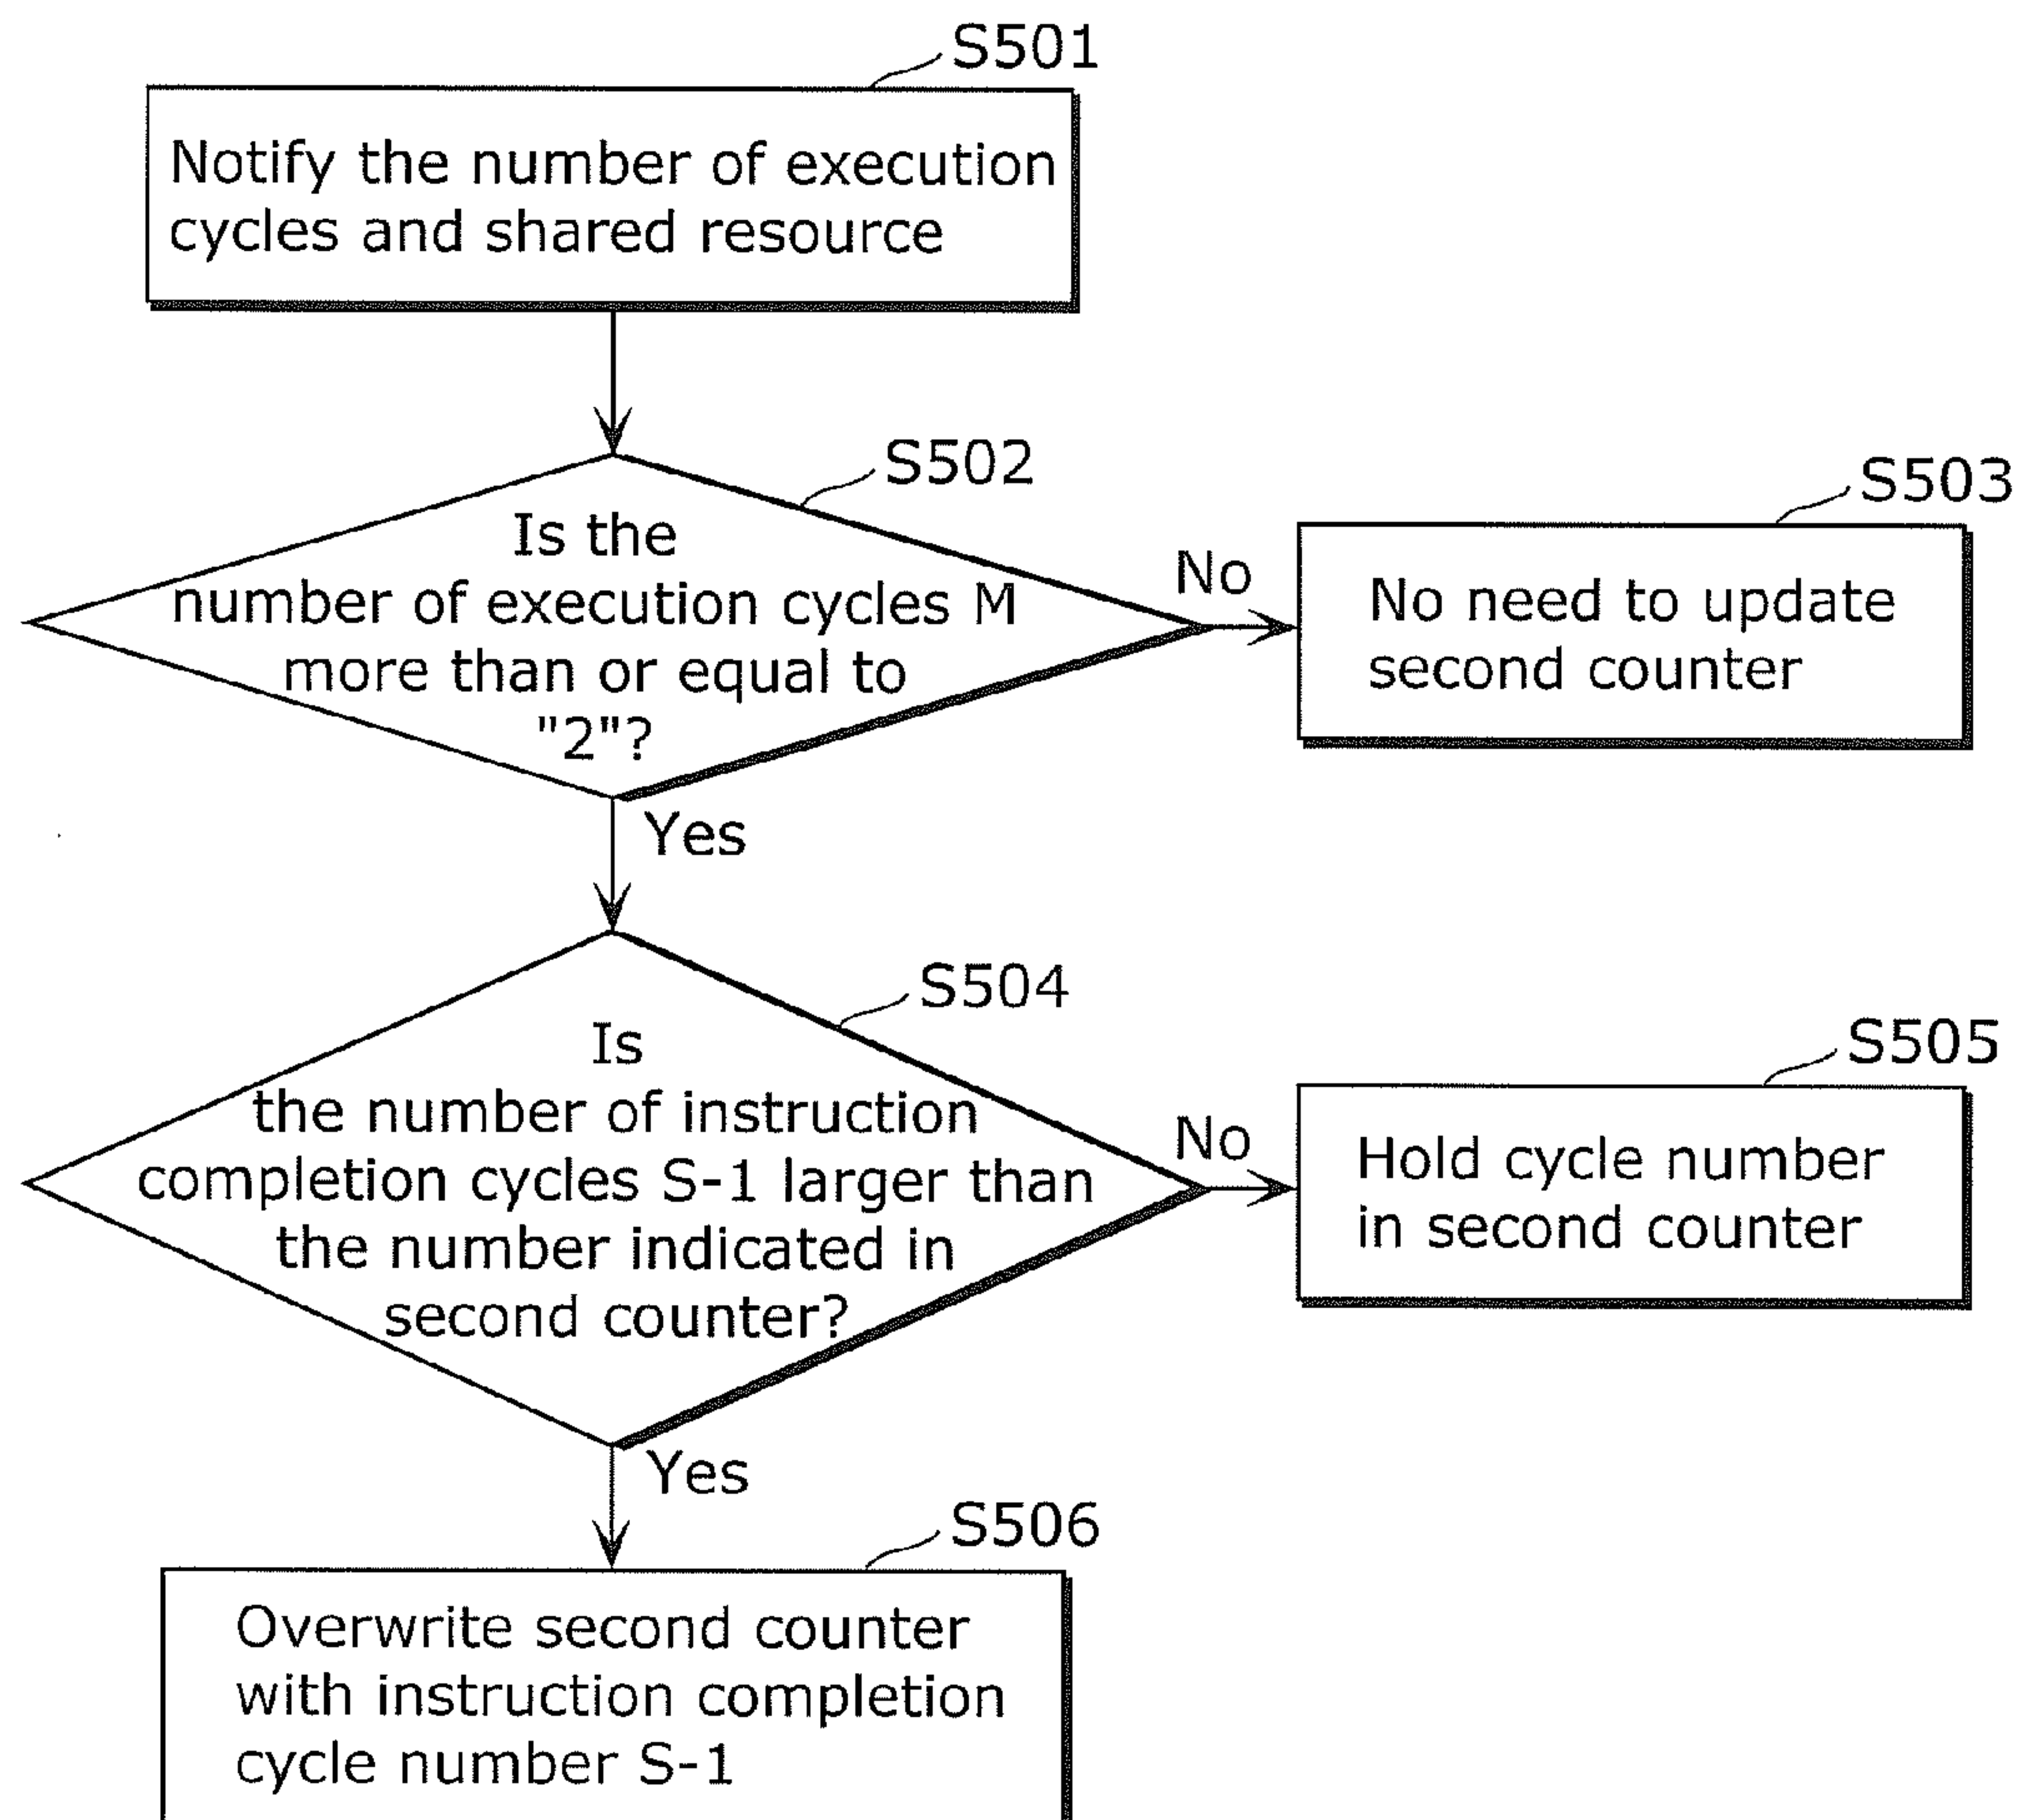 S501
Notify the number of execution
cycles and shared resource
S502
Is the
number of execution cycles M
more than or equal to
"2"?
No
S503
No need to update
second counter
Yes
S504
Is
the number of instruction
completion cycles S-1 larger than
the number indicated in
second counter?
No
S505
Hold cycle number
in second counter
Yes
S506
Overwrite second counter
with instruction completion
cycle number S-1